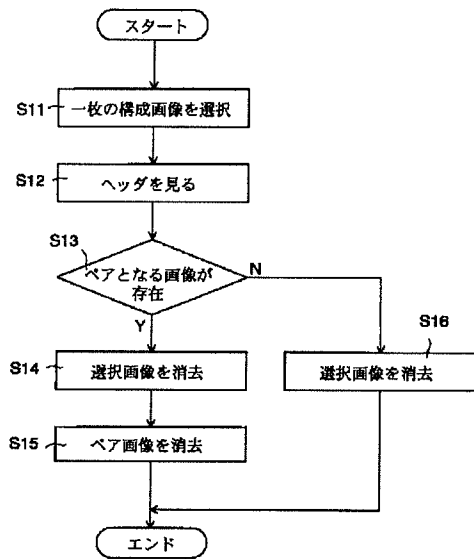 スタート
S11
一枚の構成画像を選択
S12
ヘッダを見る
S13
ペアとなる画像が
存在
N
Y
S14
選択画像を消去
S16
選択画像を消去
S15
ペア画像を消去
エンド